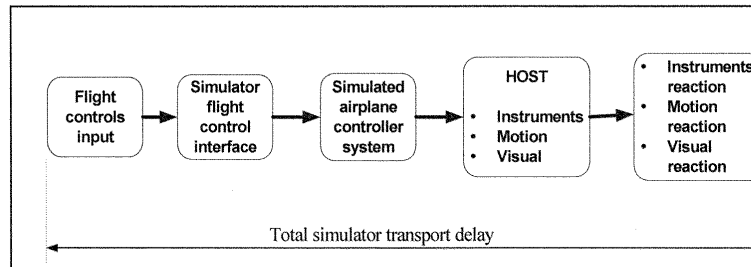 Flight
controls
input
Simulator
flight
control
interface
Simulated
airplane
controller
system
HOST
• Instruments
• Motion
• Visual
• Instruments
reaction
• Motion
reaction
• Visual
reaction
Total simulator transport delay